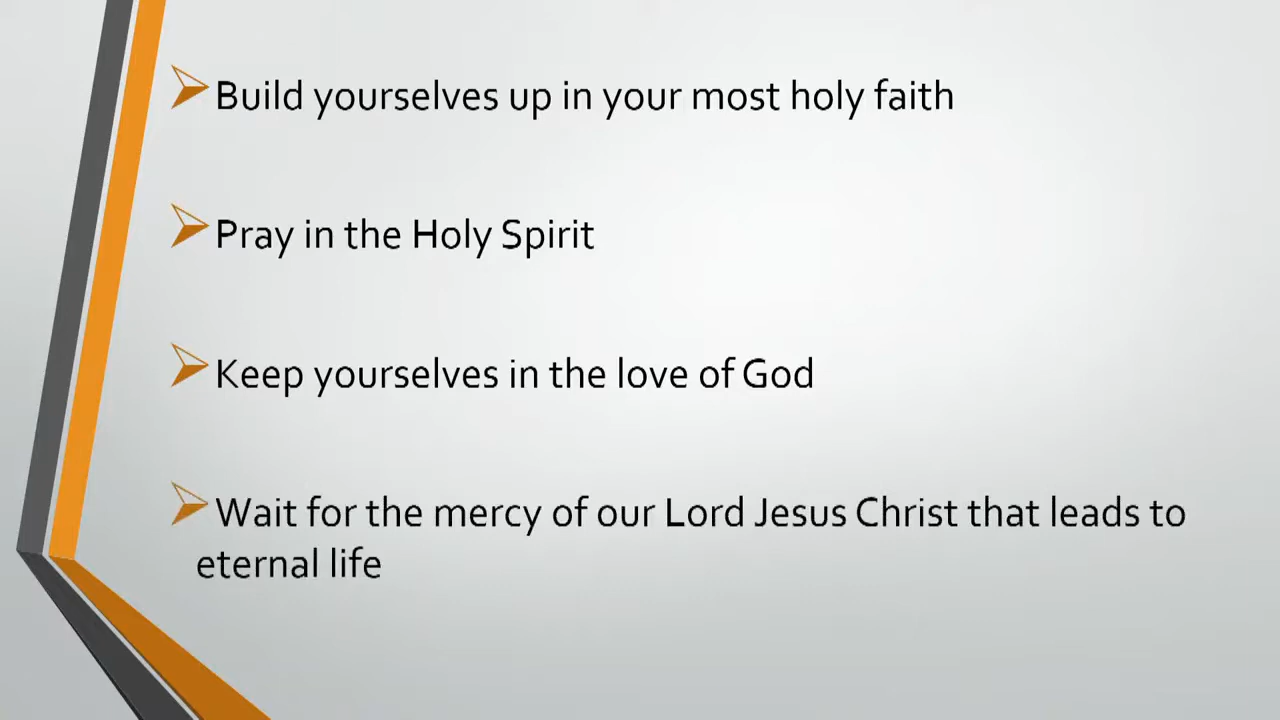 Build yourselves up in your most holy faith
Pray in the Holy Spirit
Keep yourselves in the love of God
Wait for the mercy of our Lord Jesus Christ that leads to
eternal life